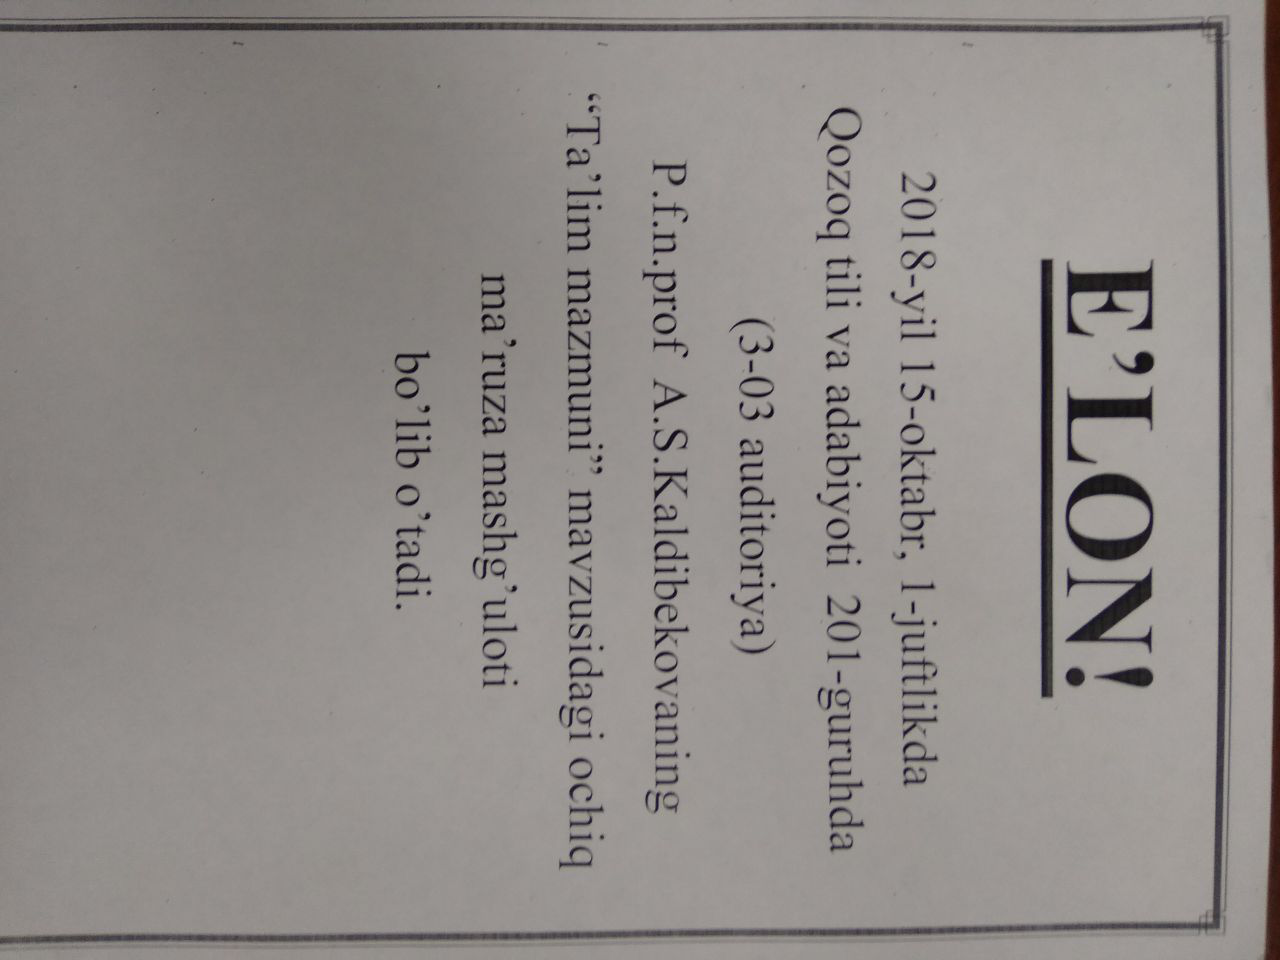 E’LON!
2018-yil 15-oktabr, 1-juftlikda
Qozoq tili va adabiyoti 201-guruhda
(3-03 auditoriya)
P.f.n.prof A.S.Kaldibekovaning
“Ta’lim mazmuni” mavzusidagi ochiq
ma’ruza mashg’uloti
bo’lib o’tadi.